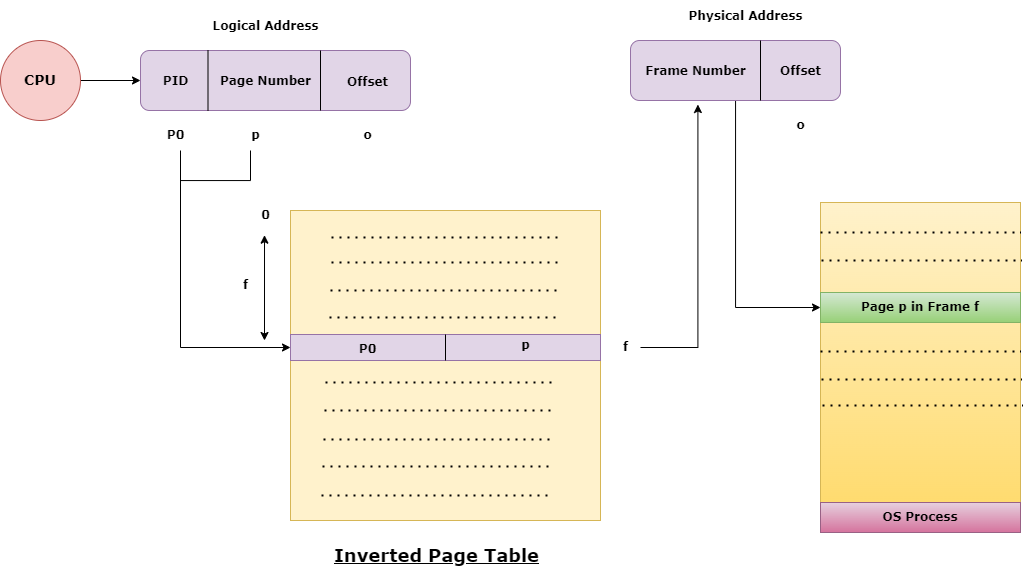 Logical Address
Physical Address
CPU
PID
Page Number
Offset
Frame Number
Offset
P0
p
o
o
0
f
P0
p
f
Page p in Frame f
OS Process
Inverted Page Table